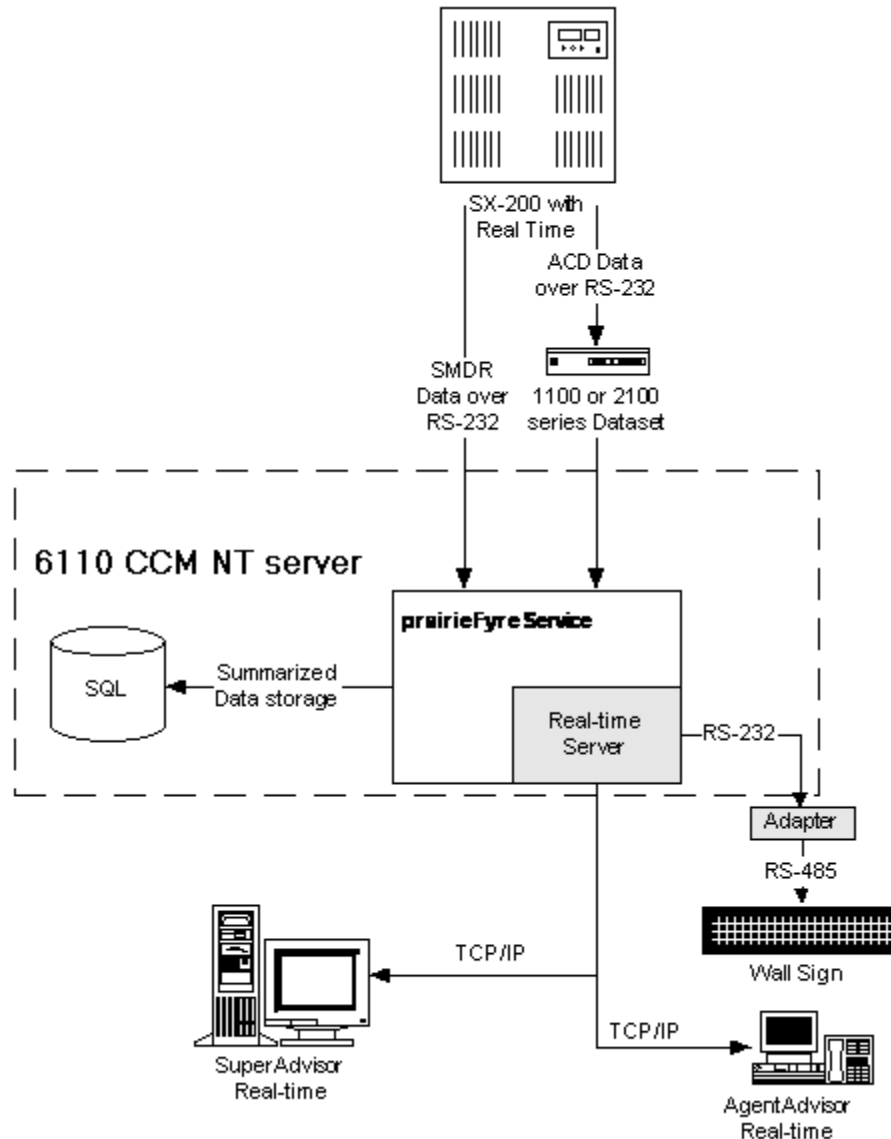 SX-200 with
Real Time
ACD Data
over RS-232
SMDR
Data over
RS-232
1100 or 2100
series Dataset
6110 CCM NT server
prairieFyre Service
SQL
Summarized
Data storage
Real-time
Server
RS-232
Adapter
RS-485
Wall Sign
TCP/IP
SuperAdvisor
Real-time
TCP/IP
AgentAdvisor
Real-time